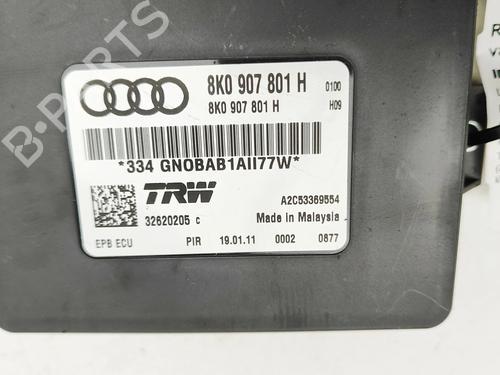 8K0 907 801 H 0100
8K0 907 801 H H09
*334 GN0BAB1AII77W*
TRW
32620205 c
A2C53369554
Made in Malaysia
EPB ECU PIR 19.01.11 0002 0877
B-PARTS